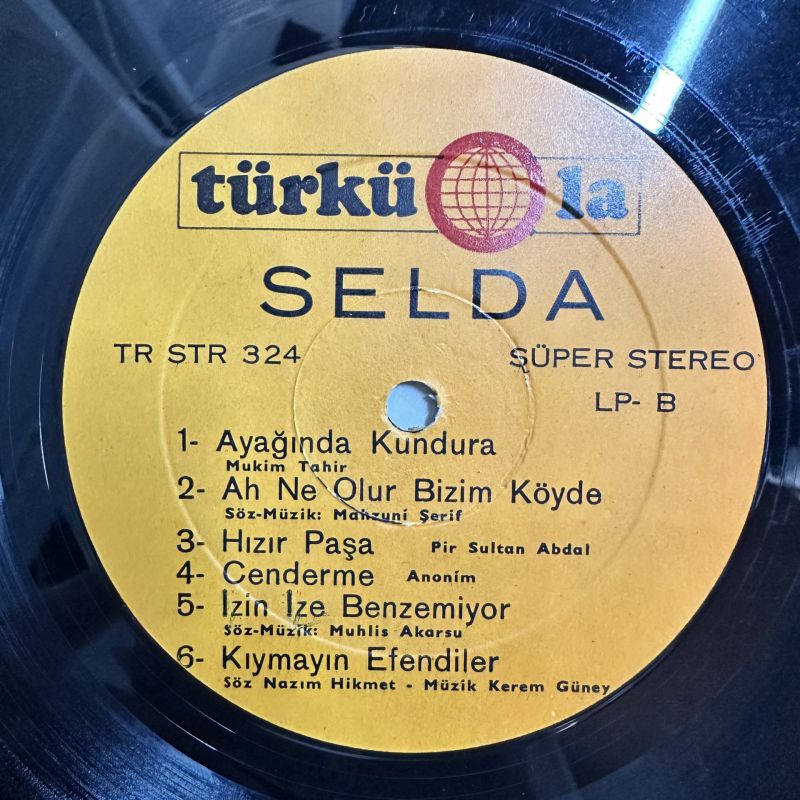 türküola
SELDA
TR STR 324
SÜPER STEREO
LP- B
1- Ayağında Kundura
Mukim Tahir
2- Ah Ne Olur Bizim Köyde
Söz-Müzik: Mahzuni Şerif
3- Hızır Paşa Pir Sultan Abdal
4- Cenderme Anonim
5- İzin İze Benzemiyor
Söz-Müzik: Muhlis Akarsu
6- Kıymayın Efendiler
Söz Nazım Hikmet - Müzik Kerem Güney